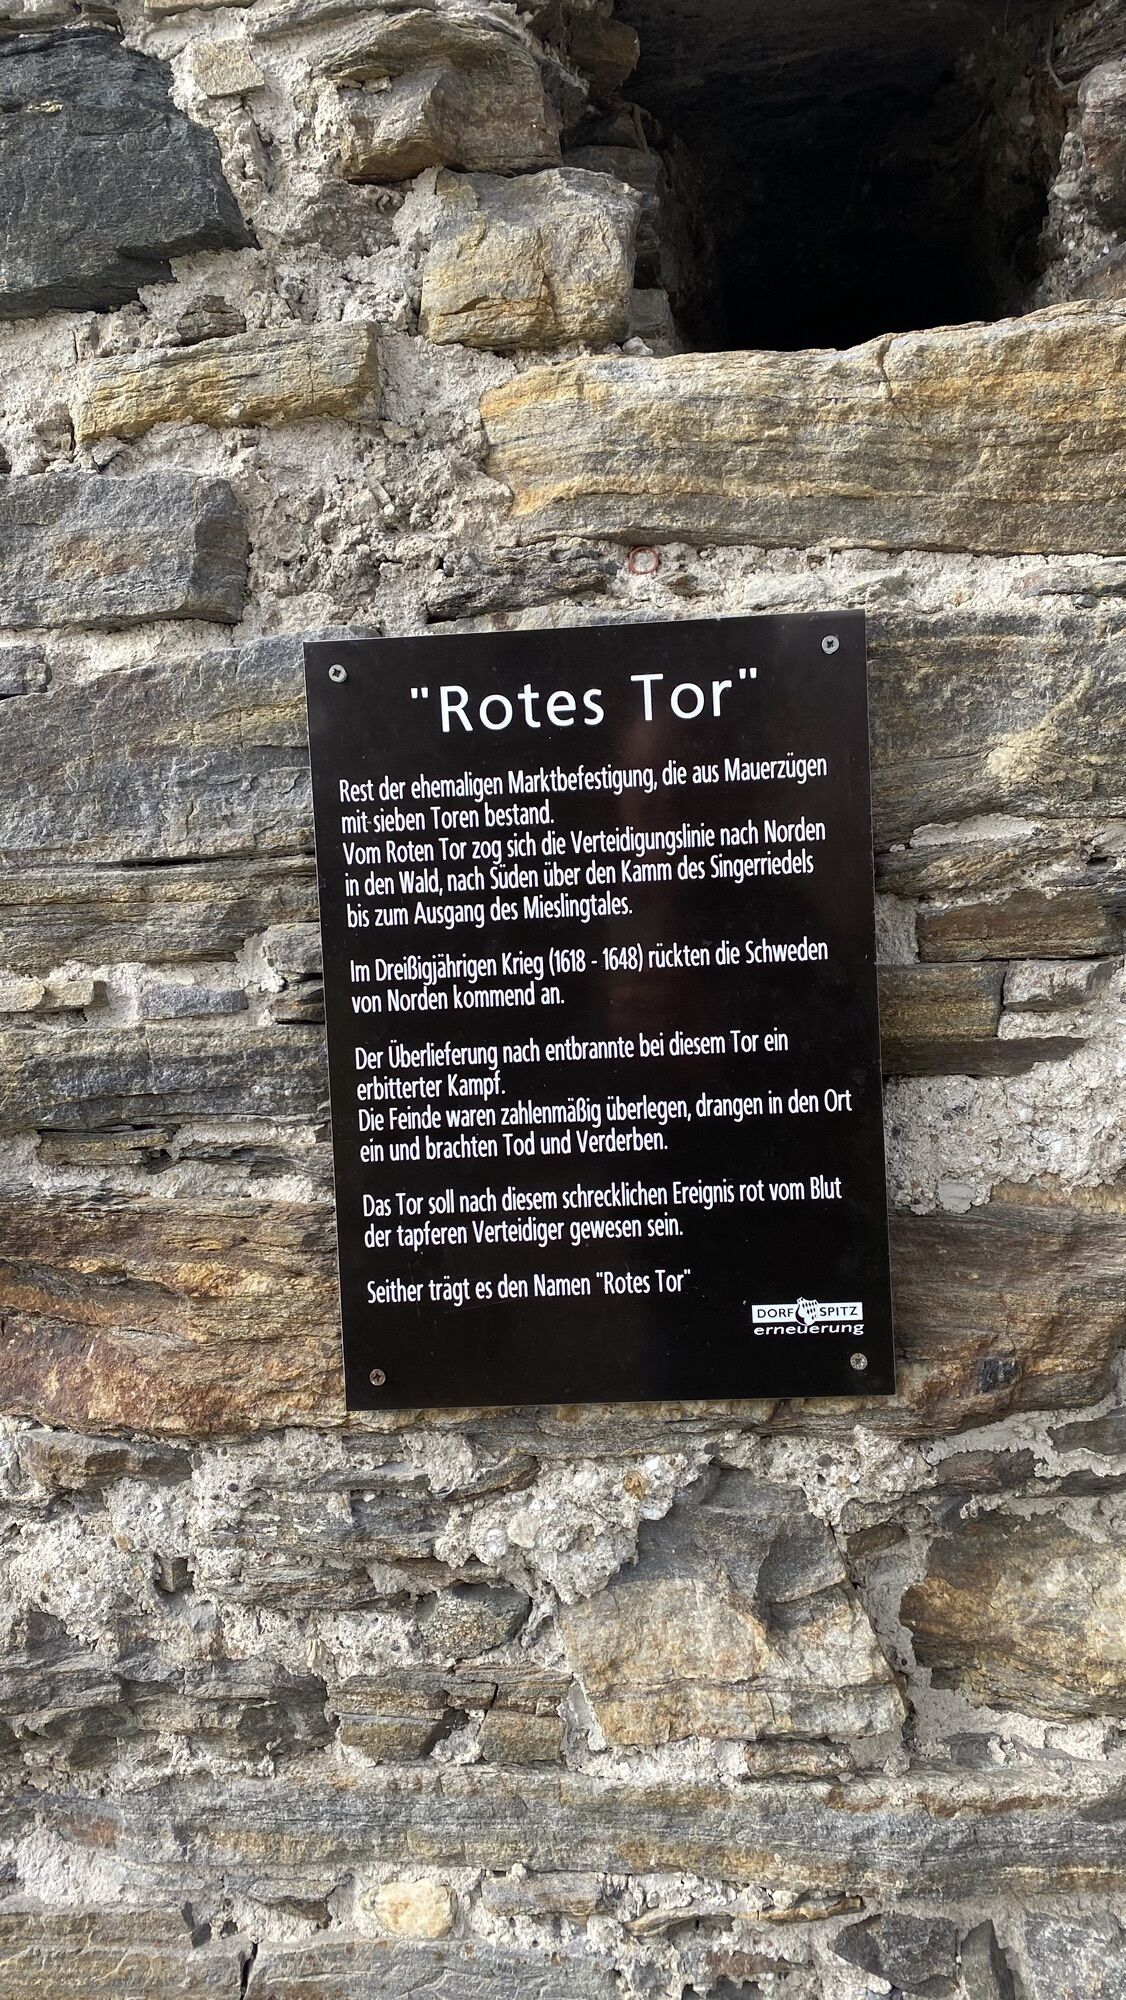 "Rotes Tor"
Rest der ehemaligen Marktbefestigung, die aus Mauerzügen
mit sieben Toren bestand.
Vom Roten Tor zog sich die Verteidigungslinie nach Norden
in den Wald, nach Süden über den Kamm des Singerriedels
bis zum Ausgang des Mieslingtales.
Im Dreißigjährigen Krieg (1618 - 1648) rückten die Schweden
von Norden kommend an.
Der Überlieferung nach entbrannte bei diesem Tor ein
erbitterter Kampf.
Die Feinde waren zahlenmäßig überlegen, drangen in den Ort
ein und brachten Tod und Verderben.
Das Tor soll nach diesem schrecklichen Ereignis rot vom Blut
der tapferen Verteidiger gewesen sein.
Seither trägt es den Namen "Rotes Tor"
DORF SPITZ
erneuerung